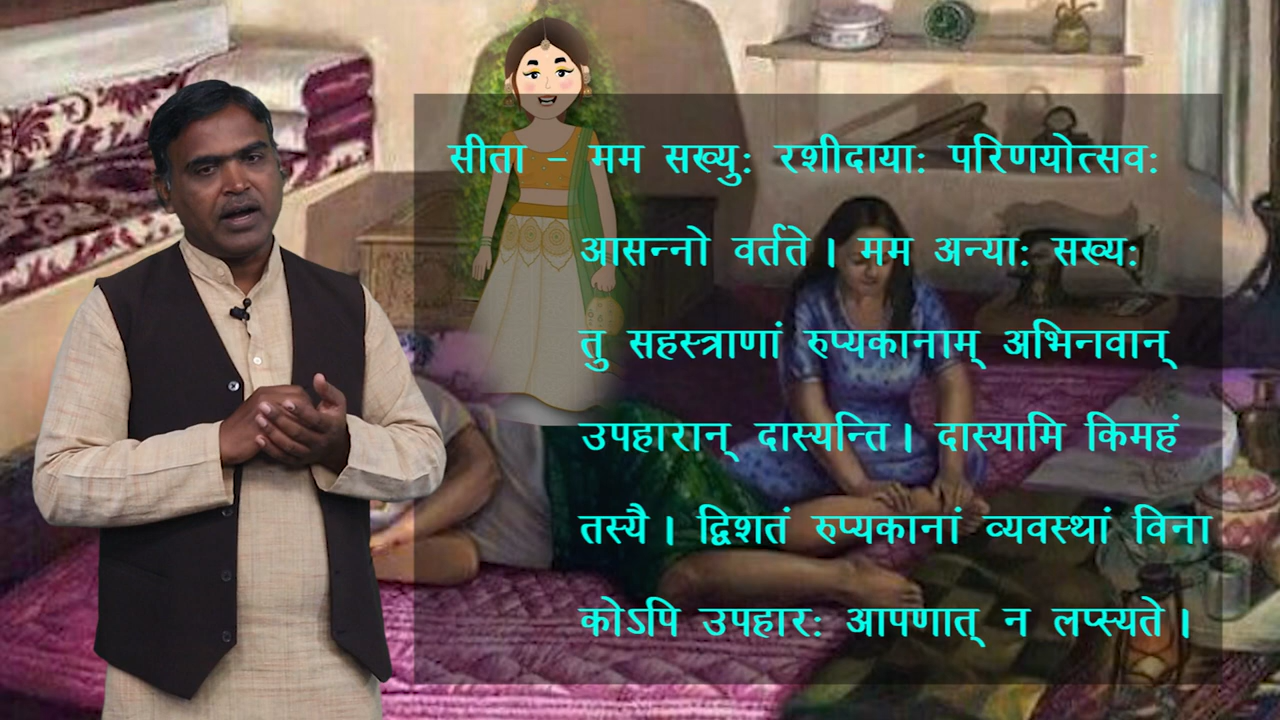 सीता - मम सख्यु: रशीदाया: परिणयोत्सव:
आसन्नो वर्तते । मम अन्या: सख्य:
तु सहस्त्राणां रुप्यकानाम् अभिनवान्
उपहारान् दास्यन्ति । दास्यामि किमहं
तस्यै । द्विशतं रुप्यकानां व्यवस्थां विना
कोऽपि उपहार: आपणात् न लप्स्यते ।